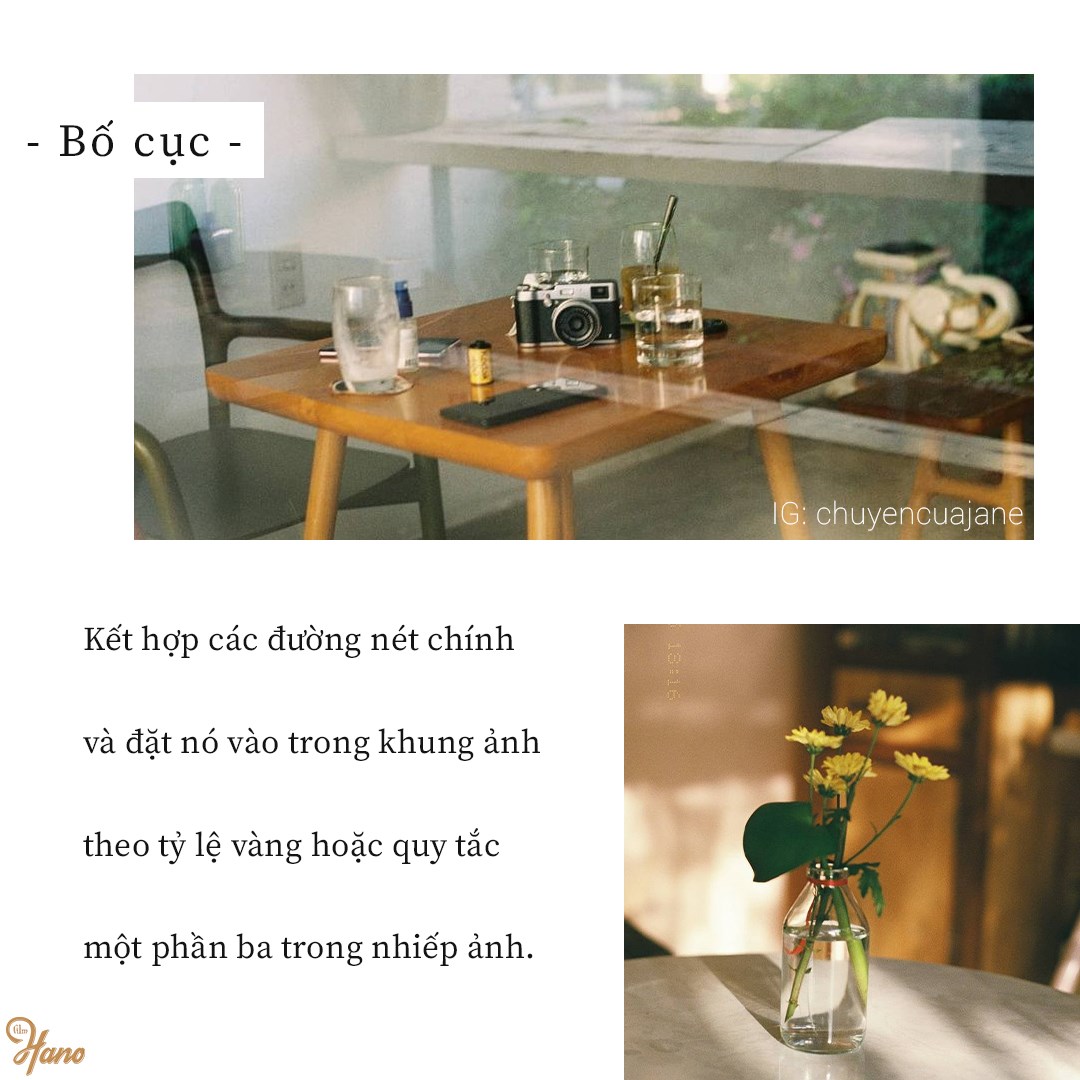 - Bố cục -
IG: chuyencuajane
Kết hợp các đường nét chính
và đặt nó vào trong khung ảnh
theo tỷ lệ vàng hoặc quy tắc
một phần ba trong nhiếp ảnh.
film
Hano